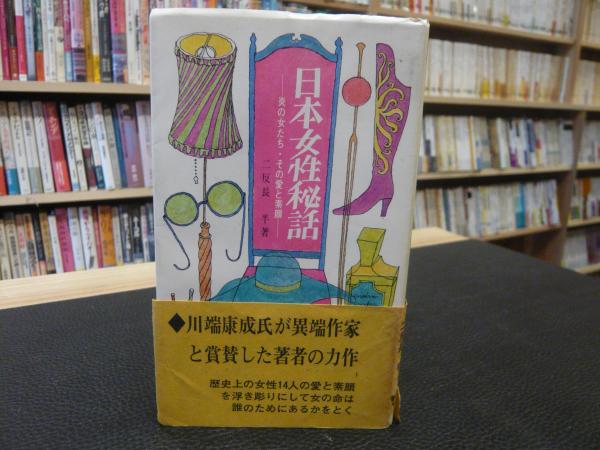 日本女性秘話
―炎の女たち・その愛と素顔―
二反長 半 著
◆川端康成氏が異端作家
と賞賛した著者の力作
歴史上の女性14人の愛と素顔
を浮き彫りにして女の命は
誰のためにあるかをとく